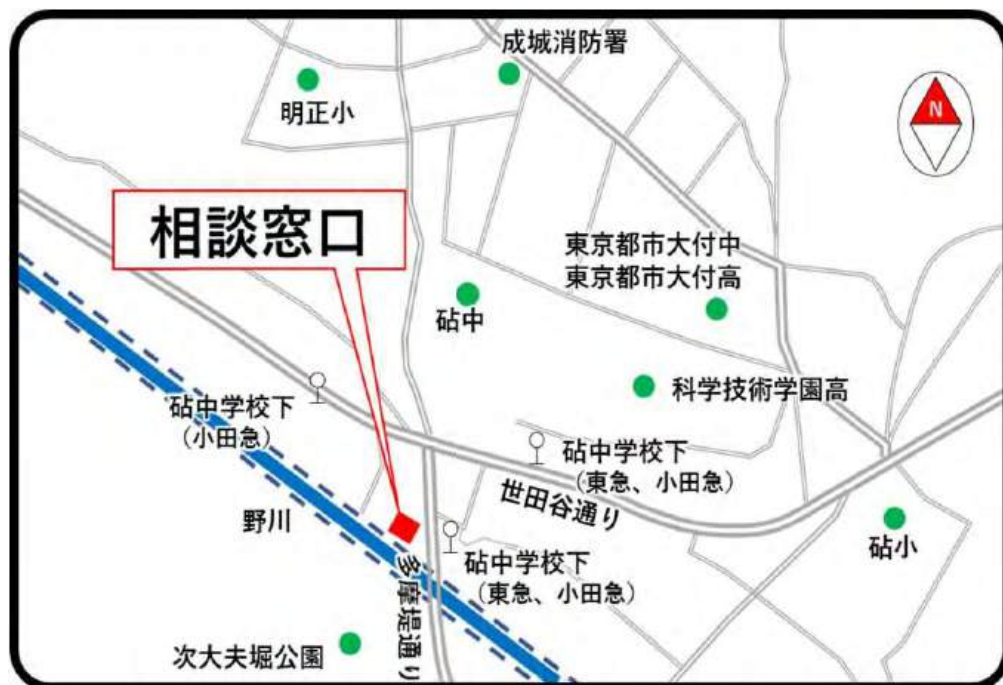 成城消防署
明正小
N
相談窓口
東京都市大付中
東京都市大付高
砧中
科学技術学園高
砧中学校下
（小田急）
砧中学校下
（東急、小田急）
世田谷通り
野川
砧小
砧中学校下
（東急、小田急）
多摩堤通り
次大夫堀公園